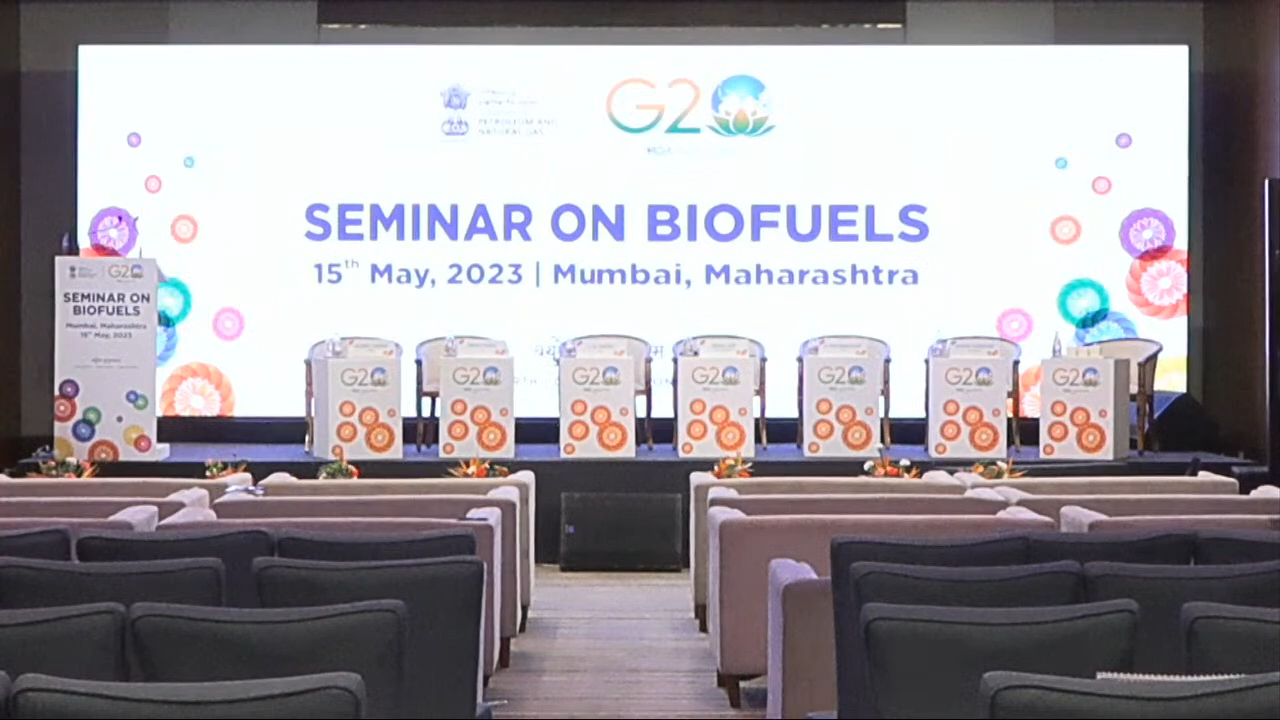 PETROLEUM AND
NATURAL GAS
G20
SEMINAR ON BIOFUELS
15th May, 2023 | Mumbai, Maharashtra
G20
SEMINAR ON
BIOFUELS
Mumbai, Maharashtra
15th May, 2023
G20
G20
G20
G20
G20
G20
G20